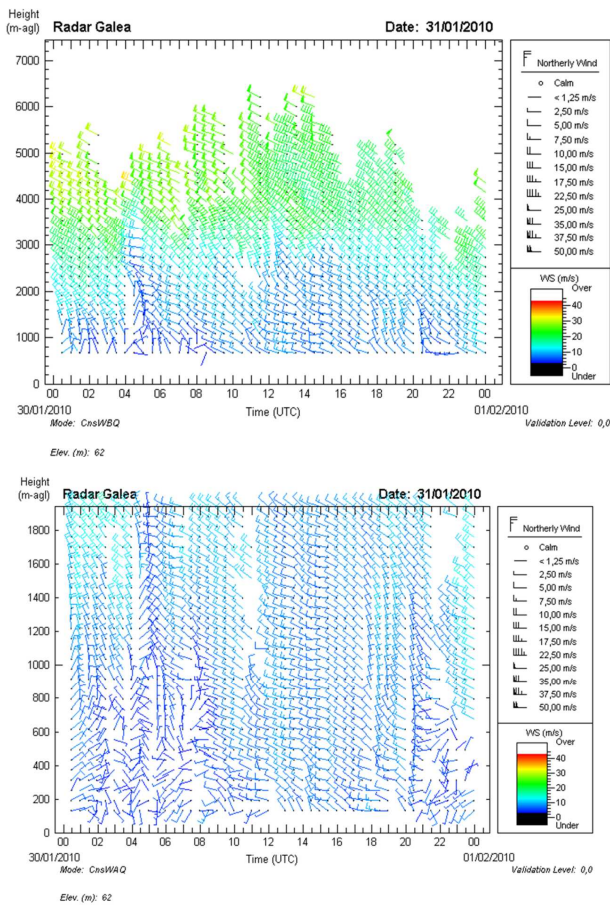 Height
(m-agl)
Radar Galea
Date: 31/01/2010
7000
6000
5000
4000
3000
2000
1000
0
00 02 04 06 08 10 12 14 16 18 20 22 00
30/01/2010
Time (UTC)
01/02/2010
Mode: CnsWBQ
Validation Level: 0,0
Elev. (m): 62
Northerly Wind
Calm
< 1,25 m/s
2,50 m/s
5,00 m/s
7,50 m/s
10,00 m/s
15,00 m/s
17,50 m/s
22,50 m/s
25,00 m/s
35,00 m/s
37,50 m/s
50,00 m/s
WS (m/s)
Over
40
30
20
10
0
Under
Height
(m-agl)
Radar Galea
Date: 31/01/2010
1800
1600
1400
1200
1000
800
600
400
200
0
00 02 04 06 08 10 12 14 16 18 20 22 00
30/01/2010
Time (UTC)
01/02/2010
Mode: CnsWAQ
Validation Level: 0,0
Elev. (m): 62
Northerly Wind
Calm
< 1,25 m/s
2,50 m/s
5,00 m/s
7,50 m/s
10,00 m/s
15,00 m/s
17,50 m/s
22,50 m/s
25,00 m/s
35,00 m/s
37,50 m/s
50,00 m/s
WS (m/s)
Over
40
30
20
10
0
Under